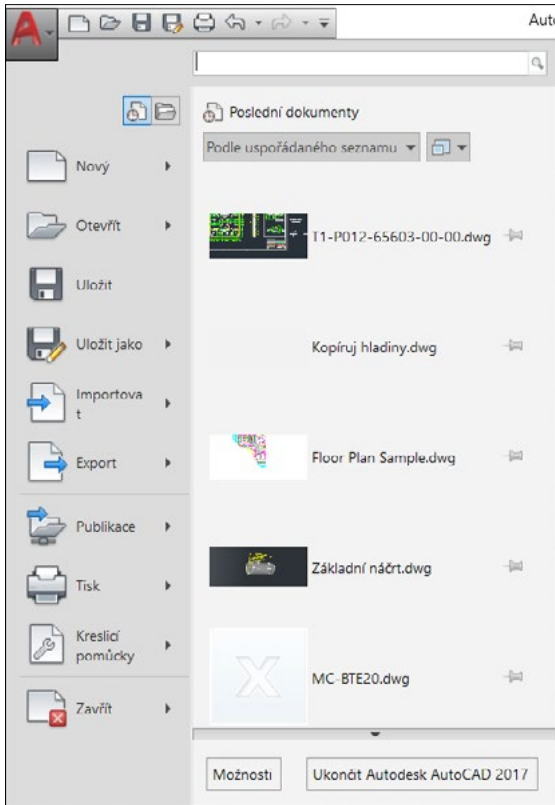 A
Auto
Poslední dokumenty
Podle uspořádaného seznamu
Nový
Otevřít
Uložit
Uložit jako
Importova
t
Export
Publikace
Tisk
Kreslicí
pomůcky
Zavřít
T1-P012-65603-00-00.dwg
Kopíruj hladiny.dwg
Floor Plan Sample.dwg
Základní náčrt.dwg
MC-BTE20.dwg
Možnosti
Ukončit Autodesk AutoCAD 2017